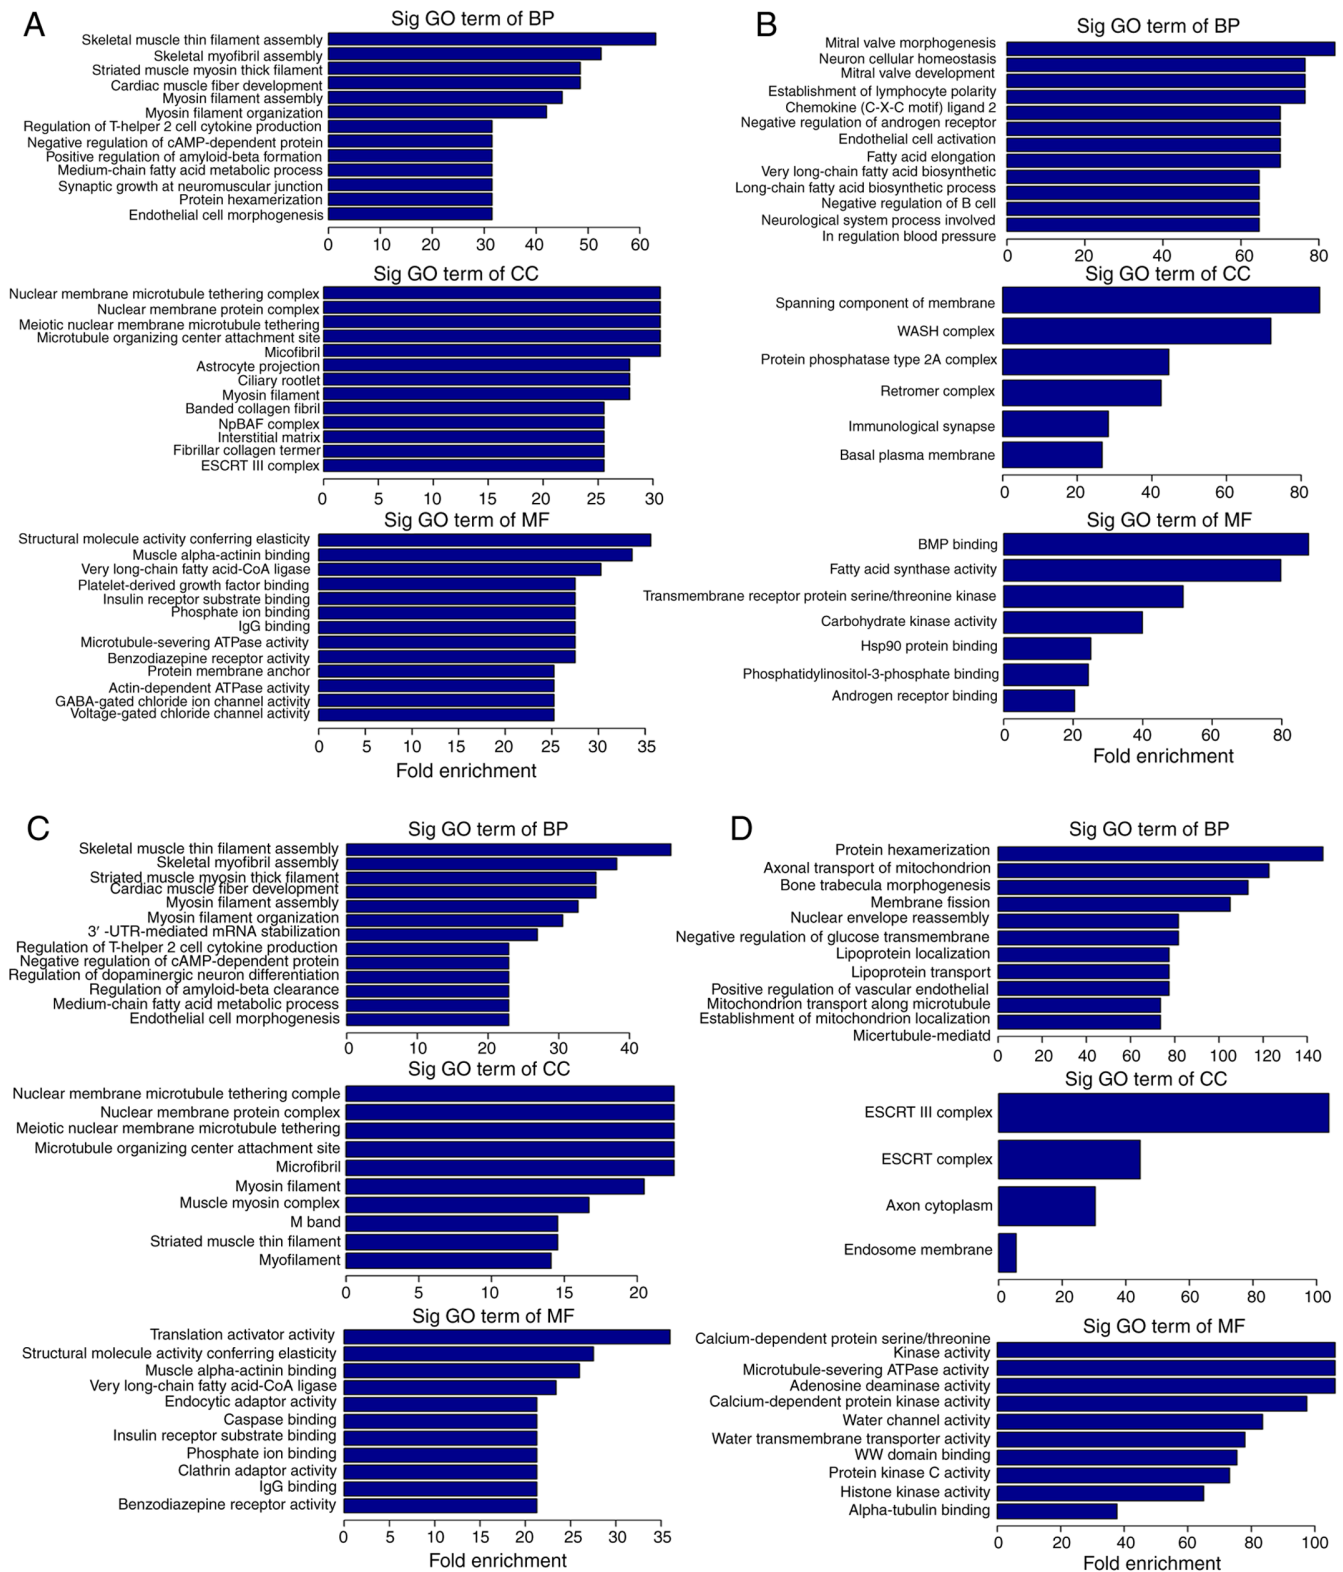 A
Sig GO term of BP
Skeletal muscle thin filament assembly
Skeletal myofibril assembly
Striated muscle myosin thick filament
Cardiac muscle fiber development
Myosin filament assembly
Myosin filament organization
Regulation of T-helper 2 cell cytokine production
Negative regulation of cAMP-dependent protein
Positive regulation of amyloid-beta formation
Medium-chain fatty acid metabolic process
Synaptic growth at neuromuscular junction
Protein hexamerization
Endothelial cell morphogenesis
0 10 20 30 40 50 60
Sig GO term of CC
Nuclear membrane microtubule tethering complex
Nuclear membrane protein complex
Meiotic nuclear membrane microtubule tethering
Microtubule organizing center attachment site
Micofibril
Astrocyte projection
Ciliary rootlet
Myosin filament
Banded collagen fibril
NpBAF complex
Interstitial matrix
Fibrillar collagen termer
ESCRT III complex
0 5 10 15 20 25 30
Sig GO term of MF
Structural molecule activity conferring elasticity
Muscle alpha-actinin binding
Very long-chain fatty acid-CoA ligase
Platelet-derived growth factor binding
Insulin receptor substrate binding
Phosphate ion binding
IgG binding
Microtubule-severing ATPase activity
Benzodiazepine receptor activity
Protein membrane anchor
Actin-dependent ATPase activity
GABA-gated chloride ion channel activity
Voltage-gated chloride channel activity
0 5 10 15 20 25 30 35
Fold enrichment
B
Sig GO term of BP
Mitral valve morphogenesis
Neuron cellular homeostasis
Mitral valve development
Establishment of lymphocyte polarity
Chemokine (C-X-C motif) ligand 2
Negative regulation of androgen receptor
Endothelial cell activation
Fatty acid elongation
Very long-chain fatty acid biosynthetic
Long-chain fatty acid biosynthetic process
Negative regulation of B cell
Neurological system process involved
In regulation blood pressure
0 20 40 60 80
Sig GO term of CC
Spanning component of membrane
WASH complex
Protein phosphatase type 2A complex
Retromer complex
Immunological synapse
Basal plasma membrane
0 20 40 60 80
Sig GO term of MF
BMP binding
Fatty acid synthase activity
Transmembrane receptor protein serine/threonine kinase
Carbohydrate kinase activity
Hsp90 protein binding
Phosphatidylinositol-3-phosphate binding
Androgen receptor binding
0 20 40 60 80
Fold enrichment
C
Sig GO term of BP
Skeletal muscle thin filament assembly
Skeletal myofibril assembly
Striated muscle myosin thick filament
Cardiac muscle fiber development
Myosin filament assembly
Myosin filament organization
3′ -UTR-mediated mRNA stabilization
Regulation of T-helper 2 cell cytokine production
Negative regulation of cAMP-dependent protein
Regulation of dopaminergic neuron differentiation
Regulation of amyloid-beta clearance
Medium-chain fatty acid metabolic process
Endothelial cell morphogenesis
0 10 20 30 40
Sig GO term of CC
Nuclear membrane microtubule tethering comple
Nuclear membrane protein complex
Meiotic nuclear membrane microtubule tethering
Microtubule organizing center attachment site
Microfibril
Myosin filament
Muscle myosin complex
M band
Striated muscle thin filament
Myofilament
0 5 10 15 20
Sig GO term of MF
Translation activator activity
Structural molecule activity conferring elasticity
Muscle alpha-actinin binding
Very long-chain fatty acid-CoA ligase
Endocytic adaptor activity
Caspase binding
Insulin receptor substrate binding
Phosphate ion binding
Clathrin adaptor activity
IgG binding
Benzodiazepine receptor activity
0 5 10 15 20 25 30 35
Fold enrichment
D
Sig GO term of BP
Protein hexamerization
Axonal transport of mitochondrion
Bone trabecula morphogenesis
Membrane fission
Nuclear envelope reassembly
Negative regulation of glucose transmembrane
Lipoprotein localization
Lipoprotein transport
Positive regulation of vascular endothelial
Mitochondrion transport along microtubule
Establishment of mitochondrion localization
Micertubule-mediatd
0 20 40 60 80 100 120 140
Sig GO term of CC
ESCRT III complex
ESCRT complex
Axon cytoplasm
Endosome membrane
0 20 40 60 80 100
Sig GO term of MF
Calcium-dependent protein serine/threonine
Kinase activity
Microtubule-severing ATPase activity
Adenosine deaminase activity
Calcium-dependent protein kinase activity
Water channel activity
Water transmembrane transporter activity
WW domain binding
Protein kinase C activity
Histone kinase activity
Alpha-tubulin binding
0 20 40 60 80 100
Fold enrichment